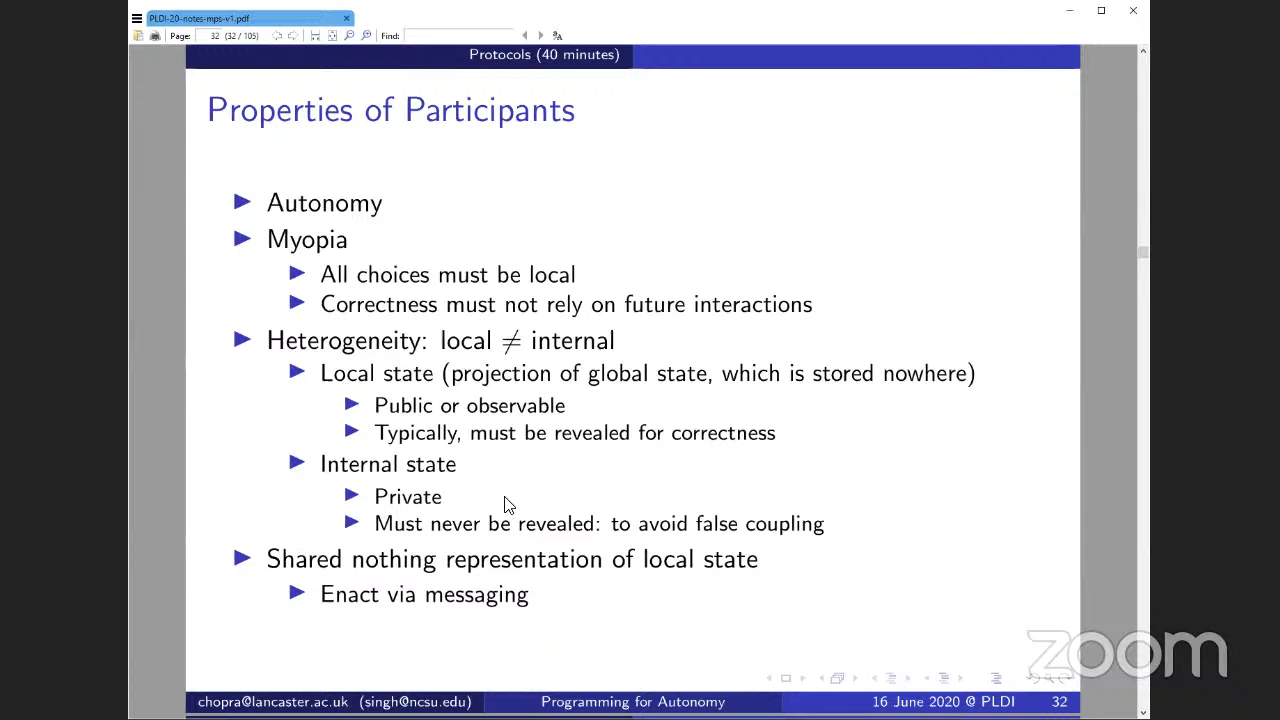 PLDI-20-notes-mps-v1.pdf
Page: 32 (32 / 105) Find:
Protocols (40 minutes)
Properties of Participants
Autonomy
Myopia
All choices must be local
Correctness must not rely on future interactions
Heterogeneity: local ≠ internal
Local state (projection of global state, which is stored nowhere)
Public or observable
Typically, must be revealed for correctness
Internal state
Private
Must never be revealed: to avoid false coupling
Shared nothing representation of local state
Enact via messaging
zoom
chopra@lancaster.ac.uk (singh@ncsu.edu) Programming for Autonomy 16 June 2020 @ PLDI 32